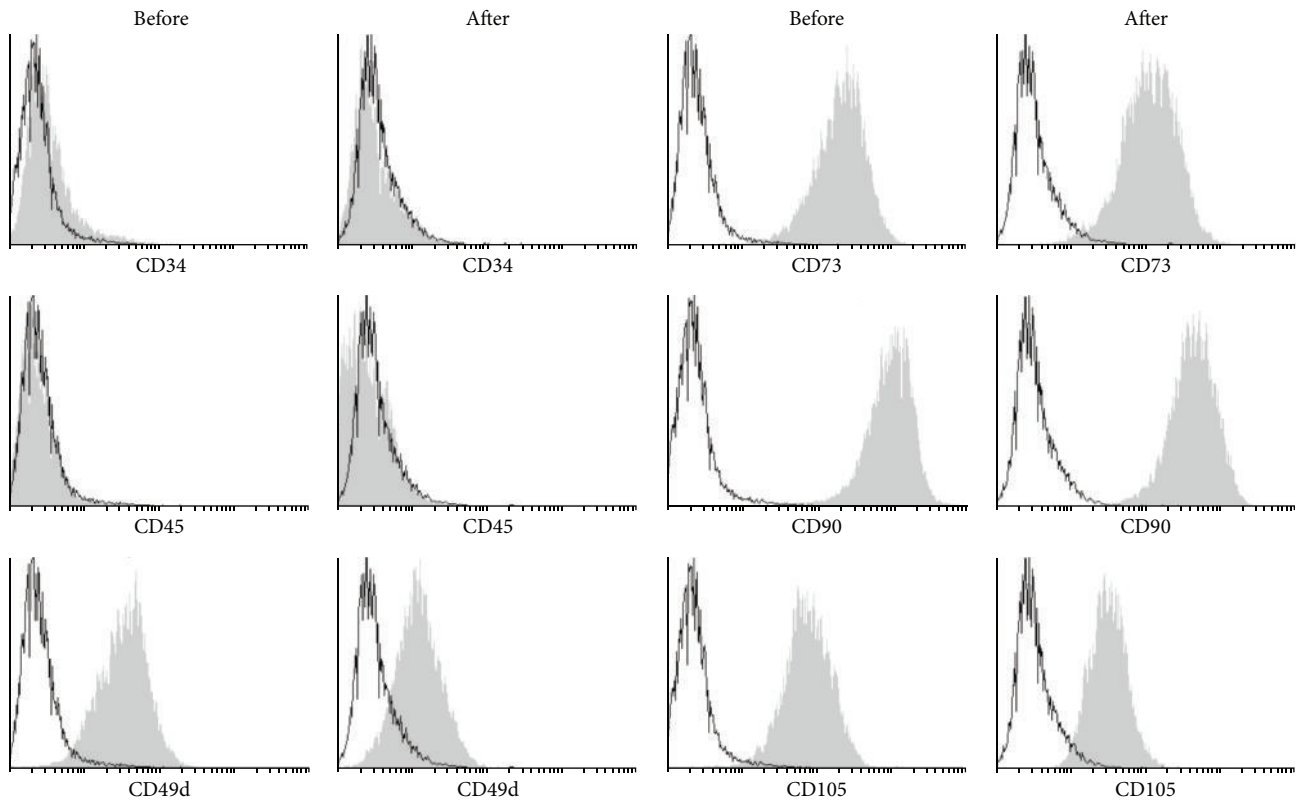 Before After Before After
CD34 CD34 CD73 CD73
CD45 CD45 CD90 CD90
CD49d CD49d CD105 CD105